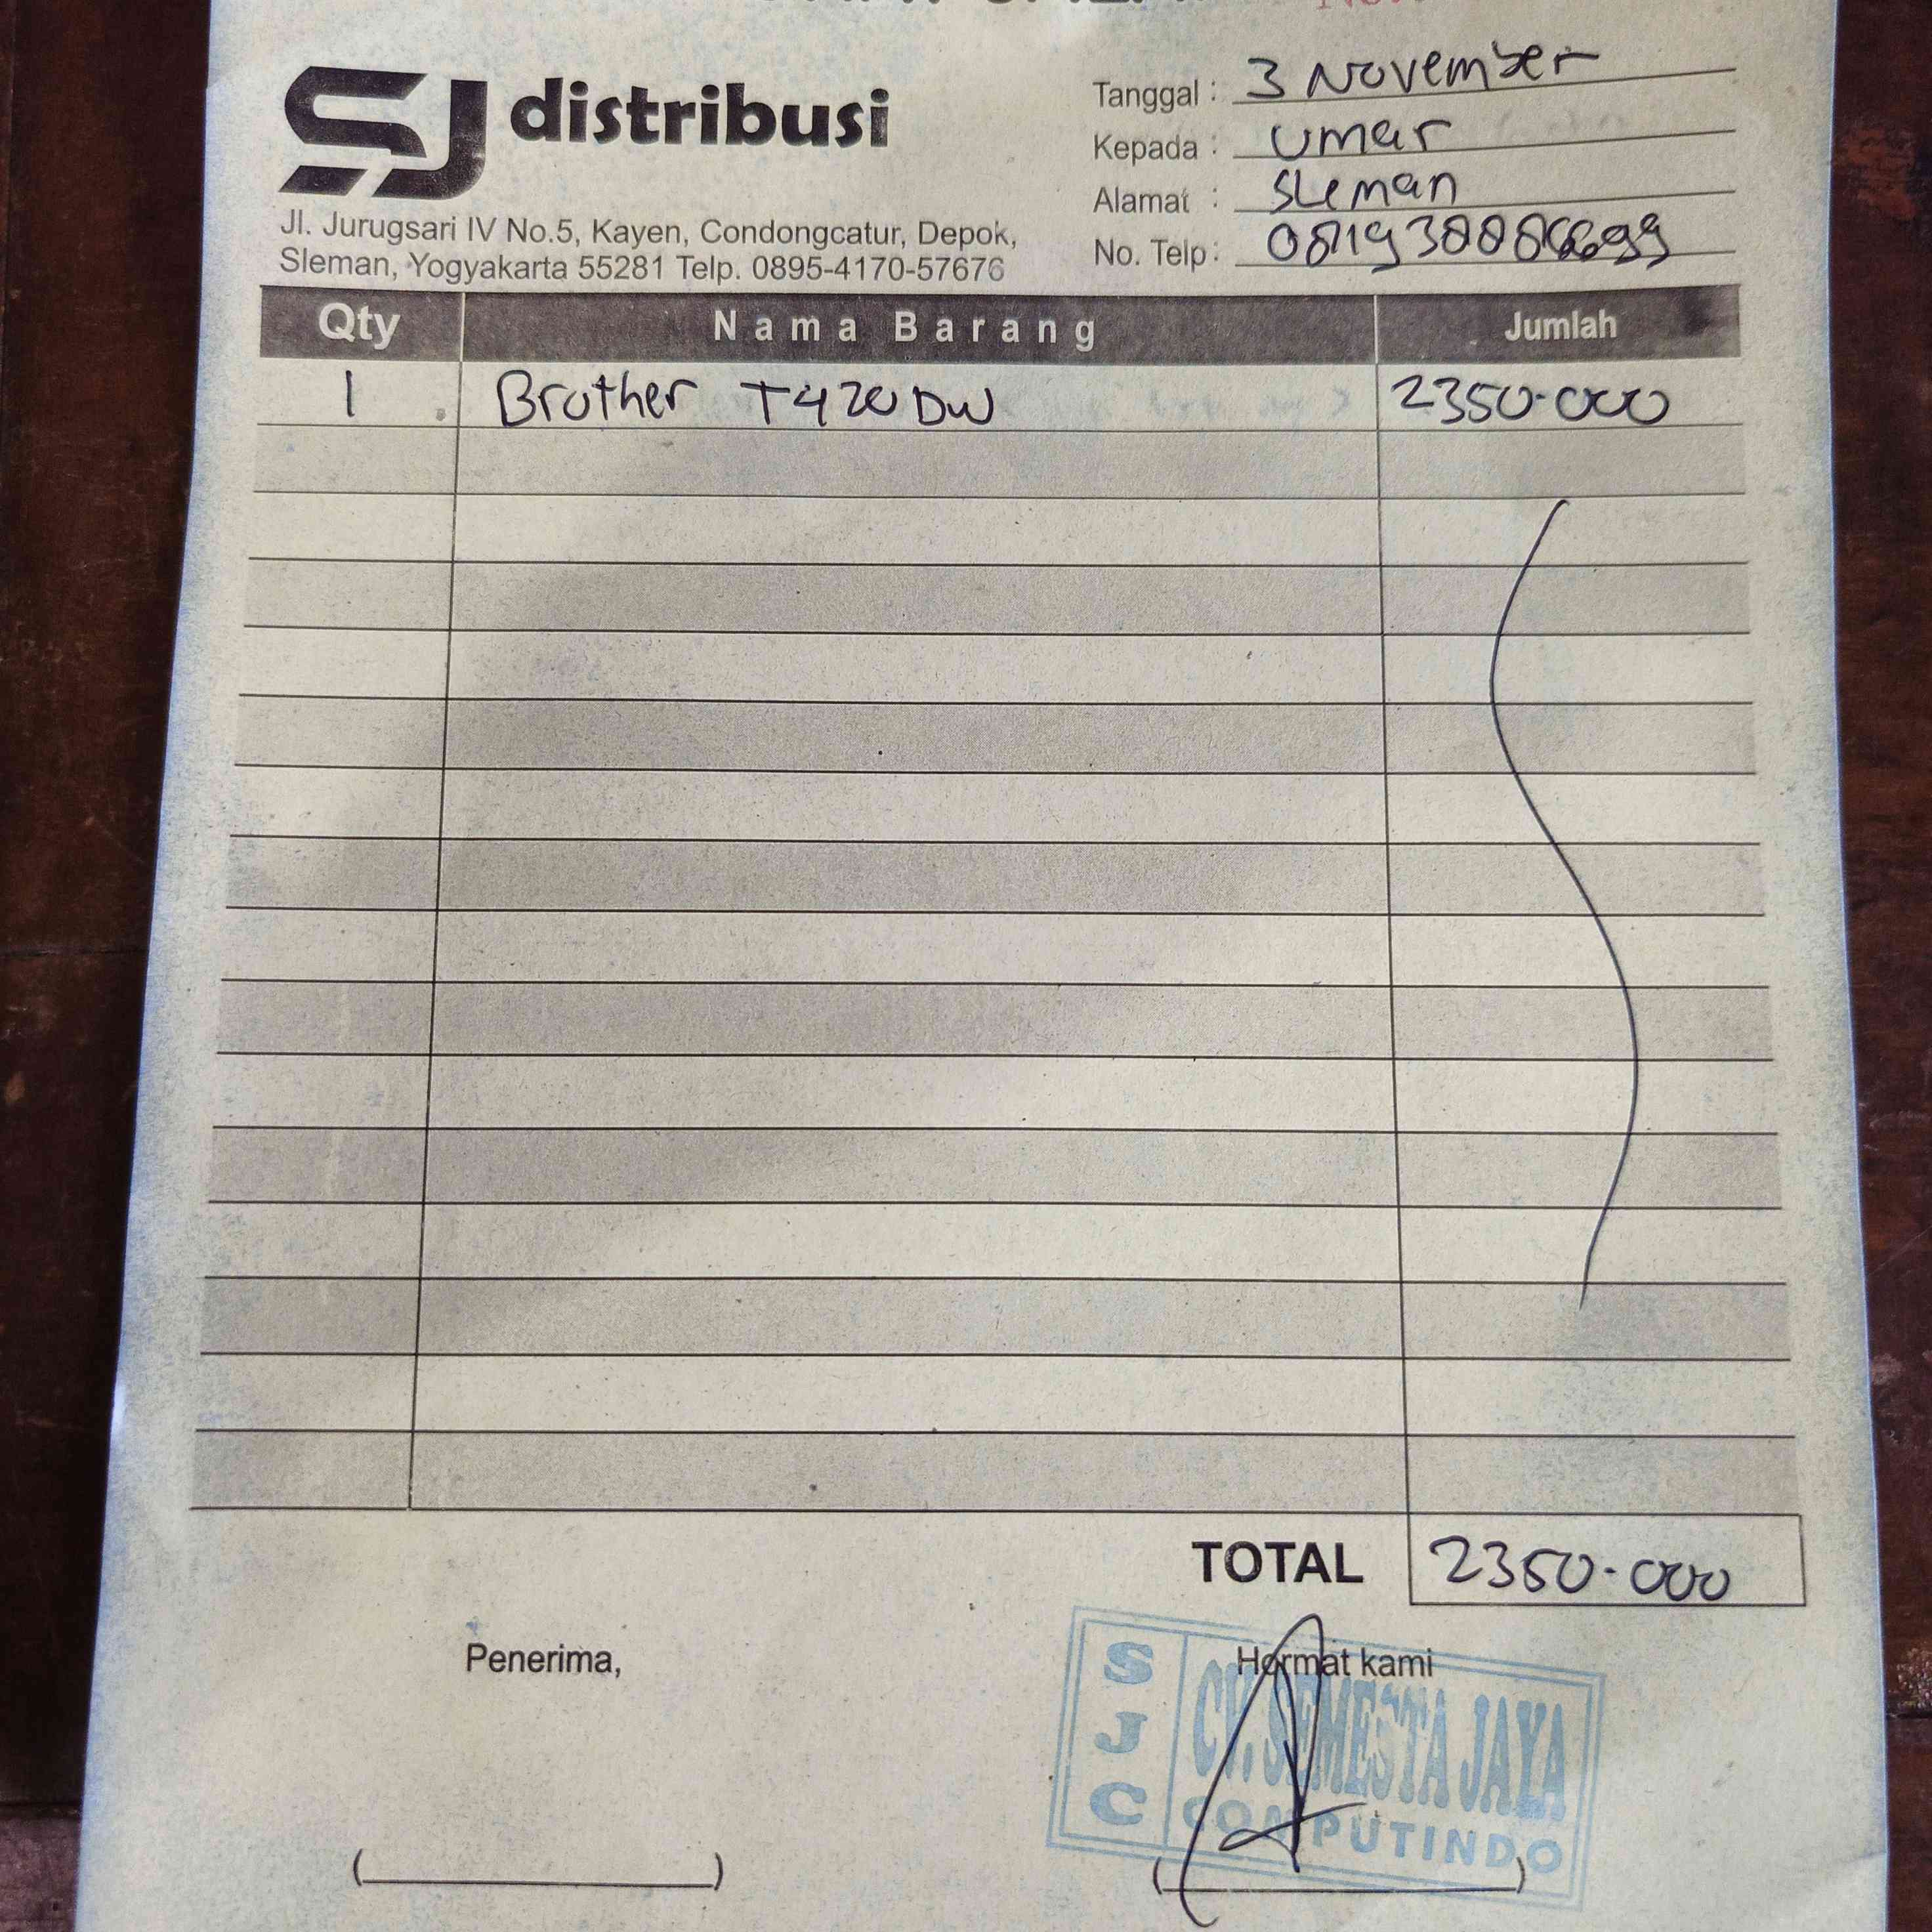 SJ distribusi
Jl. Jurugsari IV No.5, Kayen, Condongcatur, Depok,
Sleman, Yogyakarta 55281 Telp. 0895-4170-57676
Tanggal : 3 November
Kepada : Umar
Alamat : Sleman
No. Telp :
Qty Nama Barang Jumlah
1 Brother T420DW 2350.000
TOTAL 2350.000
Penerima,
Hormat kami
SJC
CV. SEMESTA JAYA
COMPUTINDO